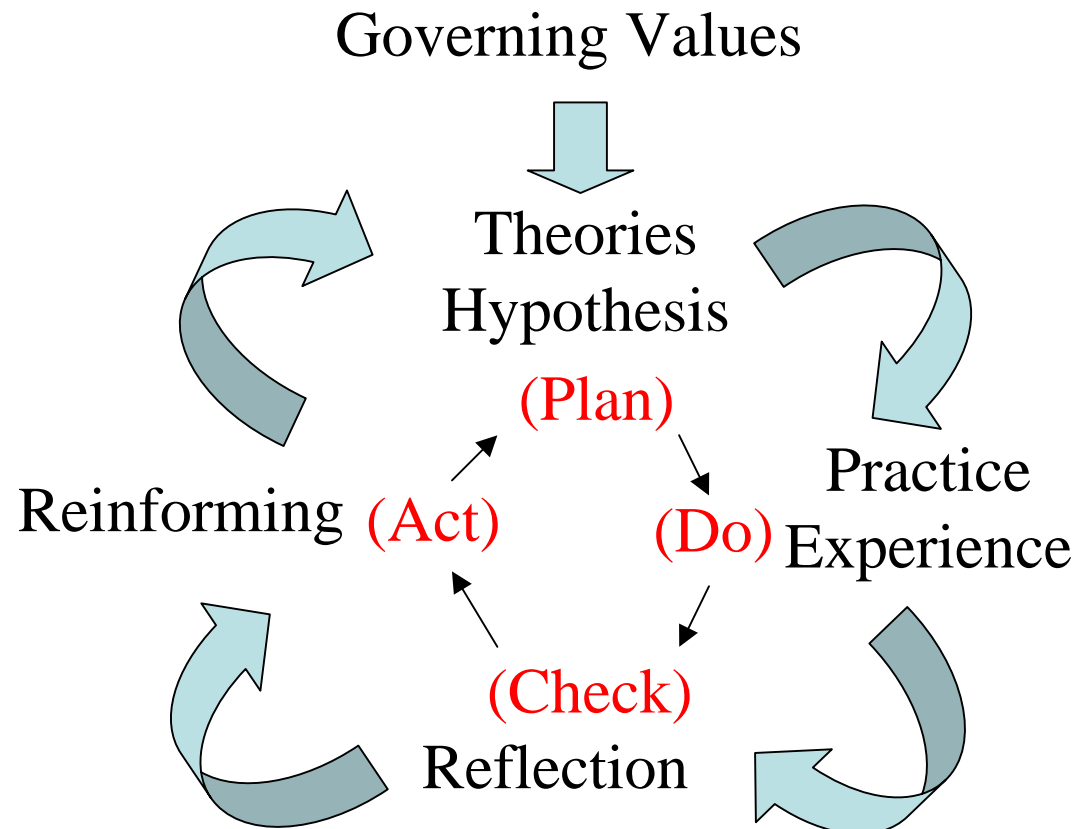 Governing Values
Theories
Hypothesis
(Plan)
Practice
Experience
(Do)
(Check)
Reflection
(Act)
Reinforming